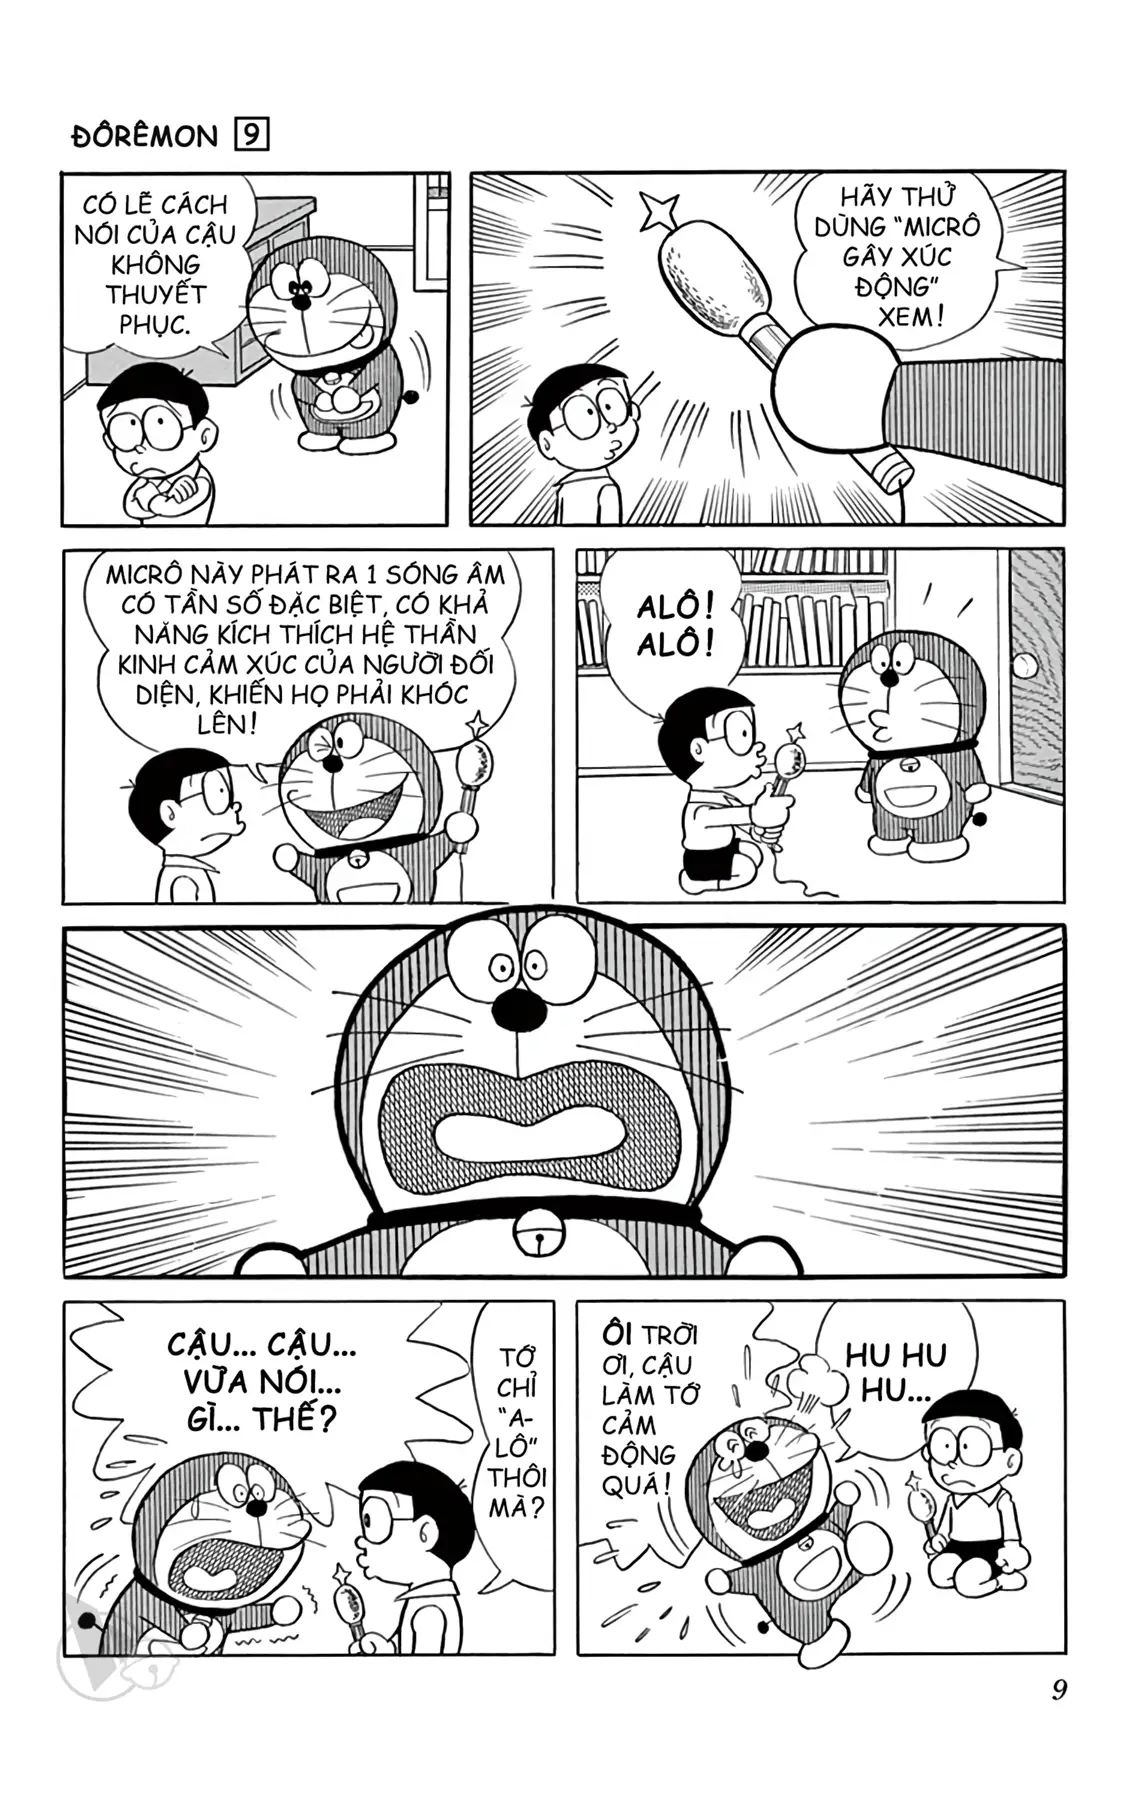 ĐÔRÊMON 9
CÓ LẼ CÁCH
NÓI CỦA CẬU
KHÔNG
THUYẾT
PHỤC.
HÃY THỬ
DÙNG “MICRÔ
GÂY XÚC
ĐỘNG”
XEM!
MICRÔ NÀY PHÁT RA 1 SÓNG ÂM
CÓ TẦN SỐ ĐẶC BIỆT, CÓ KHẢ
NĂNG KÍCH THÍCH HỆ THẦN
KINH CẢM XÚC CỦA NGƯỜI ĐỐI
DIỆN, KHIẾN HỌ PHẢI KHÓC
LÊN!
ALÔ!
ALÔ!
CẬU... CẬU...
VỪA NÓI...
GÌ... THẾ?
TỚ
CHỈ
“A-
LÔ”
THÔI
MÀ?
ÔI TRỜI
ƠI, CẬU
LÀM TỚ
CẢM
ĐỘNG
QUÁ!
HU HU
HU...
9